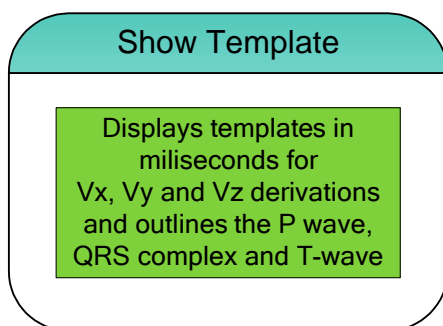 Show Template
Displays templates in
miliseconds for
Vx, Vy and Vz derivations
and outlines the P wave,
QRS complex and T-wave